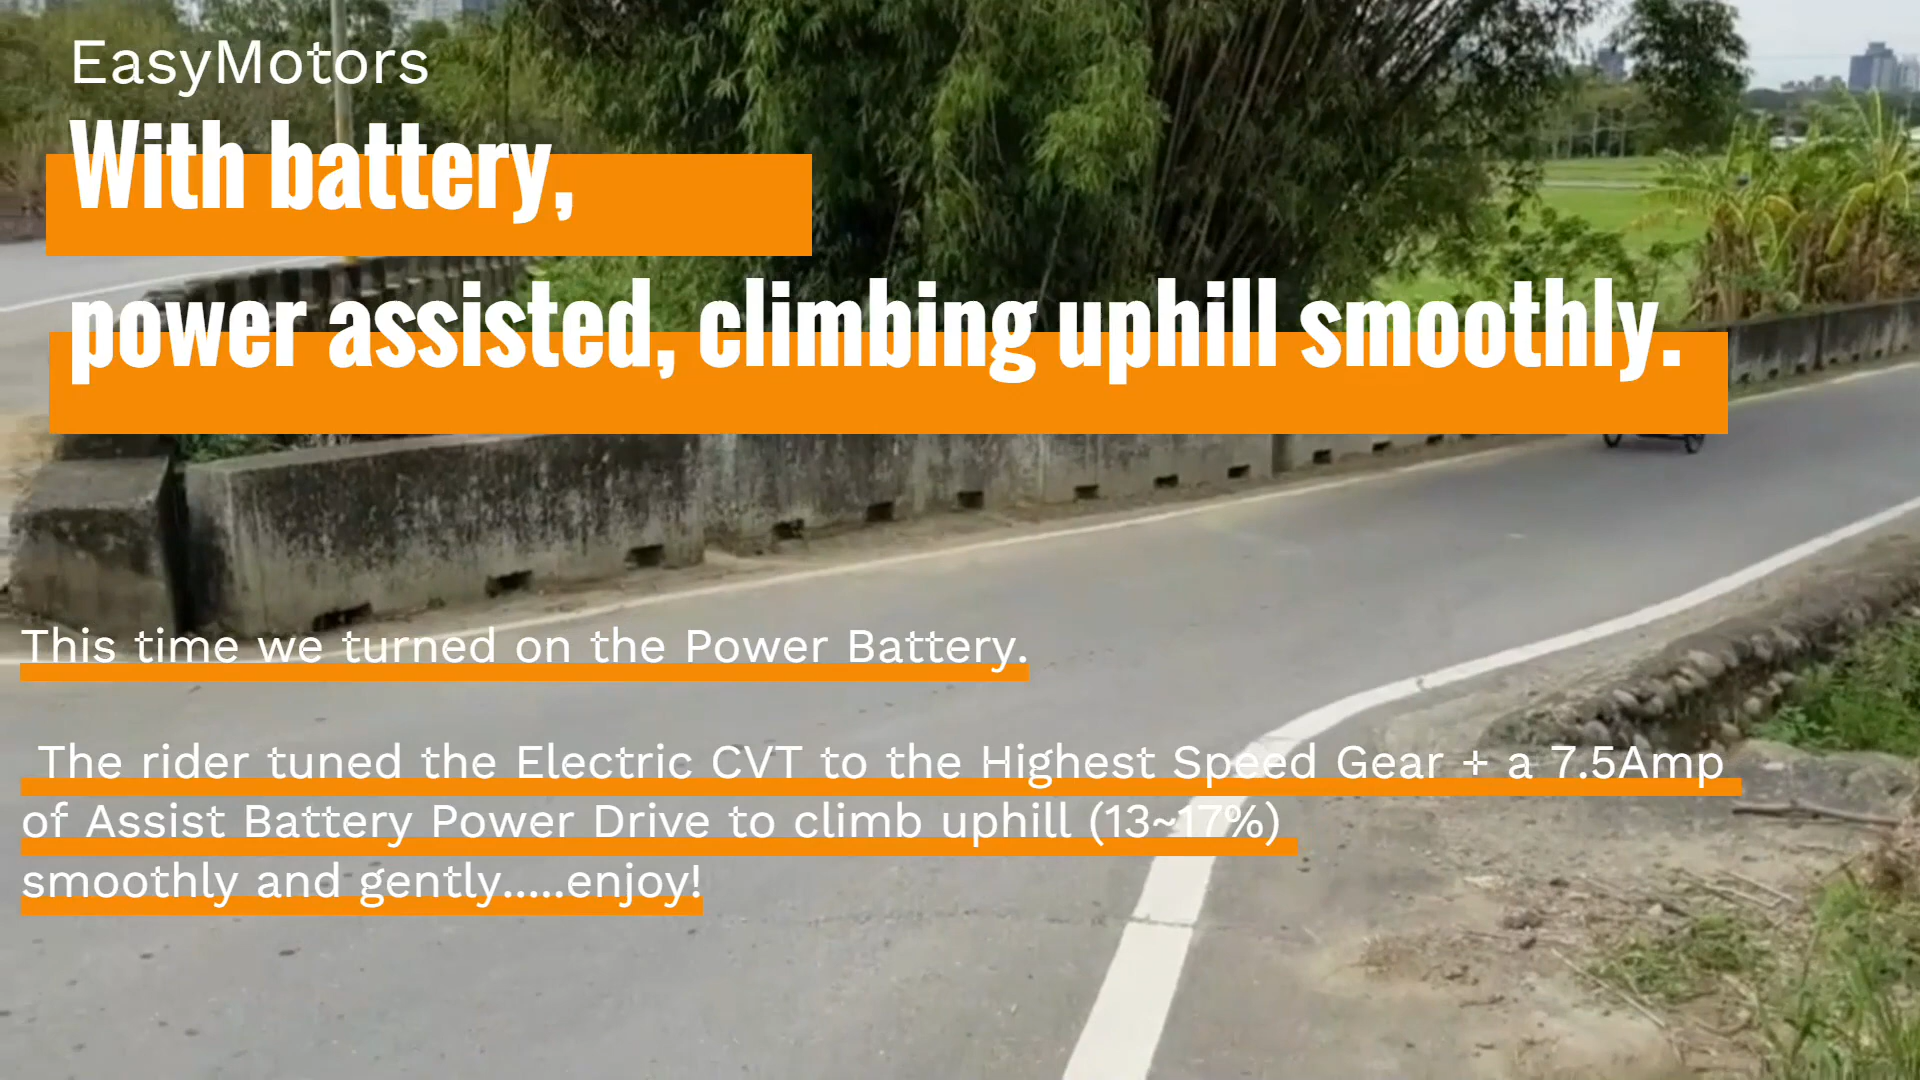 EasyMotors
With battery,
power assisted, climbing uphill smoothly.
This time we turned on the Power Battery.
The rider tuned the Electric CVT to the Highest Speed Gear + a 7.5Amp
of Assist Battery Power Drive to climb uphill (13~17%)
smoothly and gently.....enjoy!